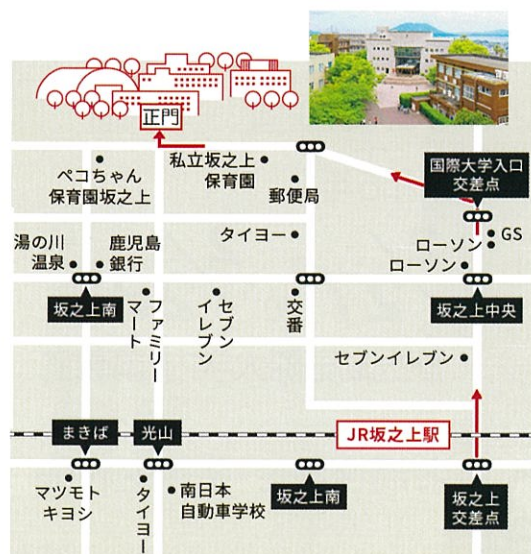 正門
ペコちゃん
保育園坂之上
私立坂之上
保育園
郵便局
国際大学入口
交差点
GS
ローソン
ローソン
タイヨー
湯の川
温泉
鹿児島
銀行
坂之上南
ファミリー
マート
セブン
イレブン
交番
坂之上中央
セブンイレブン
JR坂之上駅
まきば
光山
マツモト
キヨシ
タイヨー
南日本
自動車学校
坂之上南
坂之上
交差点